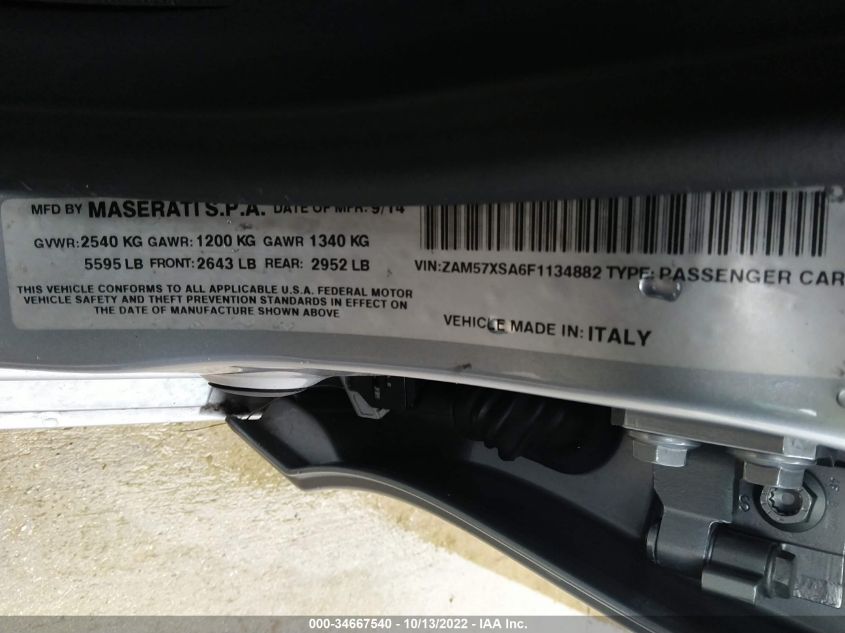 MFD BY MASERATI S.P.A. DATE OF MFR: 9/14
GVWR:2540 KG GAWR:1200 KG GAWR 1340 KG
5595 LB FRONT: 2643 LB REAR: 2952 LB
THIS VEHICLE CONFORMS TO ALL APPLICABLE U.S.A. FEDERAL MOTOR
VEHICLE SAFETY AND THEFT PREVENTION STANDARDS IN EFFECT ON
THE DATE OF MANUFACTURE SHOWN ABOVE
VIN:ZAM57XSA6F1134882 TYPE: PASSENGER CAR
VEHICLE MADE IN: ITALY
000-34667540 - 10/13/2022 - IAA Inc.